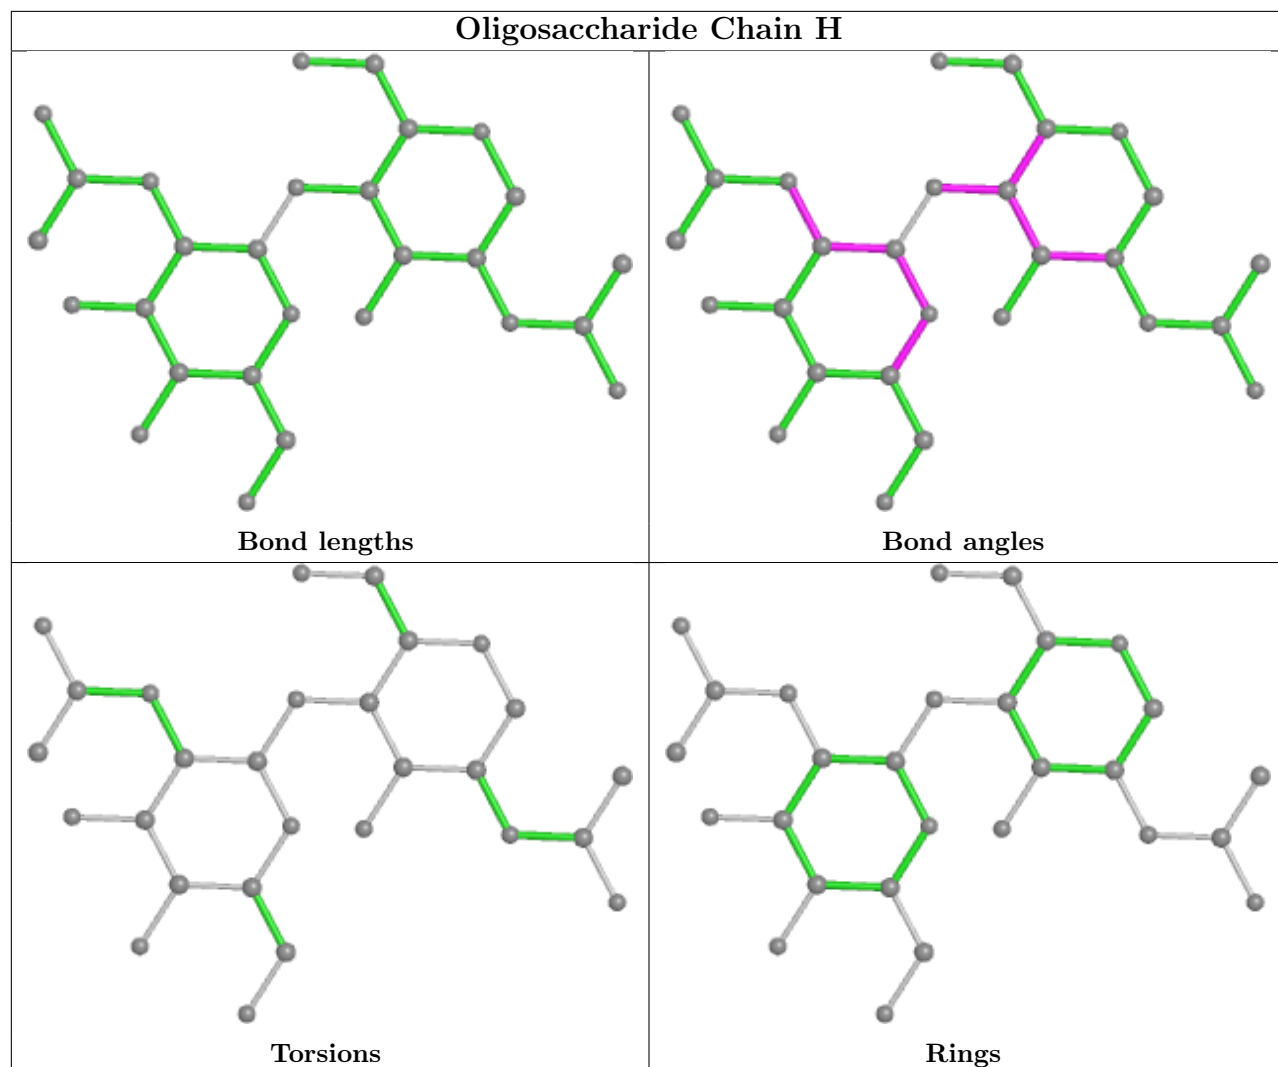 Oligosaccharide Chain H
Bond lengths
Bond angles
Torsions
Rings